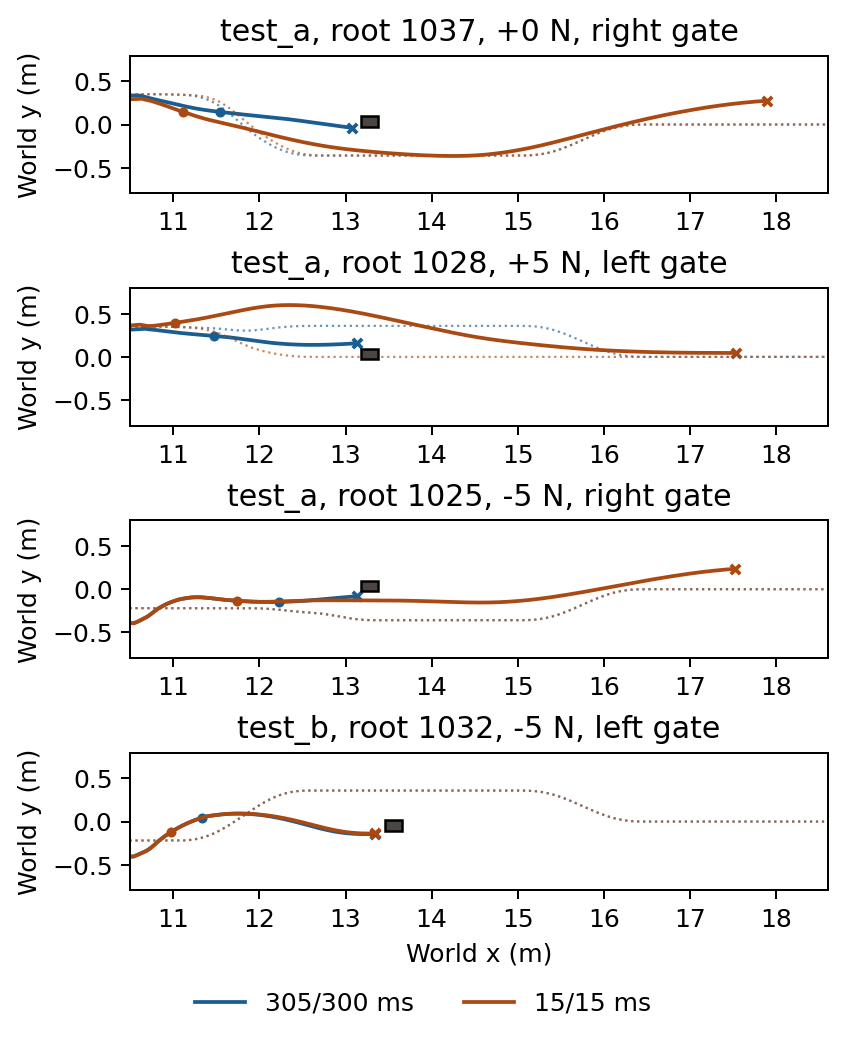 test_a, root 1037, +0 N, right gate
World y (m)
0.5
0.0
−0.5
11 12 13 14 15 16 17 18
test_a, root 1028, +5 N, left gate
World y (m)
0.5
0.0
−0.5
11 12 13 14 15 16 17 18
test_a, root 1025, -5 N, right gate
World y (m)
0.5
0.0
−0.5
11 12 13 14 15 16 17 18
test_b, root 1032, -5 N, left gate
World y (m)
0.5
0.0
−0.5
11 12 13 14 15 16 17 18
World x (m)
305/300 ms 15/15 ms